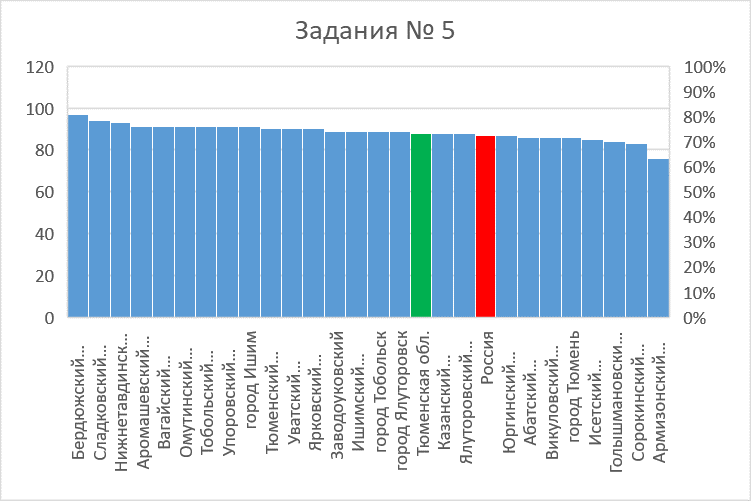 Задания № 5
120
100
80
60
40
20
0
100%
90%
80%
70%
60%
50%
40%
30%
20%
10%
0%
Бердюжский…
Сладковский…
Нижнетавдинск…
Аромашевский…
Вагайский…
Омутинский…
Тобольский…
Упоровский…
город Ишим
Тюменский…
Уватский…
Ярковский…
Заводоуковский
Ишимский…
город Тобольск
город Ялуторовск
Тюменская обл.
Казанский…
Ялуторовский…
Россия
Юргинский…
Абатский…
Викуловский…
город Тюмень
Исетский…
Голышмановски…
Сорокинский…
Армизонский…